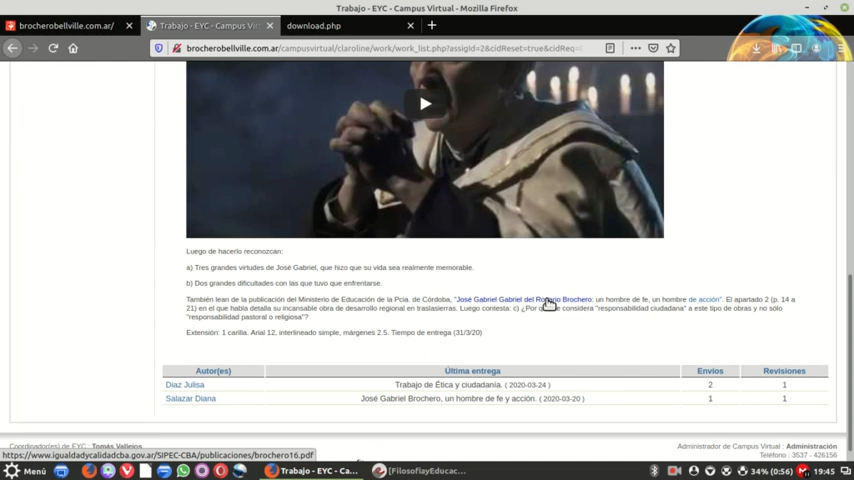 Trabajo - EYC - Campus Virtual - Mozilla Firefox
brocherobellville.com.ar/
Trabajo - EYC - Campus Virtual
download.php
brocherobellville.com.ar/campusvirtual/claroline/work/work_list.php?assigId=2&cidReset=true&cidReq=
Luego de hacerlo reconozcan:
a) Tres grandes virtudes de José Gabriel, que hizo que su vida sea realmente memorable.
b) Dos grandes dificultades con las que tuvo que enfrentarse.
También lean de la publicación del Ministerio de Educación de la Pcia. de Córdoba, "José Gabriel Gabriel del Brochero: un hombre de fe, un hombre de acción". El apartado 2 (p. 14 a
21) en el que habla detalla su incansable obra de desarrollo regional en traslasierras. Luego contesta: c) ¿Por considera "responsabilidad ciudadana" a este tipo de obras y no sólo
"responsabilidad pastoral o religiosa"?
Extensión: 1 carilla. Arial 12, interlineado simple, márgenes 2.5. Tiempo de entrega (31/3/20)
Autor(es) Última entrega Envíos Revisiones
Diaz Julisa Trabajo de Ética y ciudadanía. ( 2020-03-24 ) 2 1
Salazar Diana José Gabriel Brochero, un hombre de fe y acción. ( 2020-03-20 ) 1 1
Coordinador(es) de EYC : Tomás Vallejos
Administrador de Campus Virtual : Administración
Teléfono : 3537 - 426156
https://www.igualdadycalidadcba.gov.ar/SIPEC-CBA/publicaciones/brochero16.pdf
Menú
Trabajo - EYC - Ca...
[FilosofiayEducac...
34% (0:56)
19:45